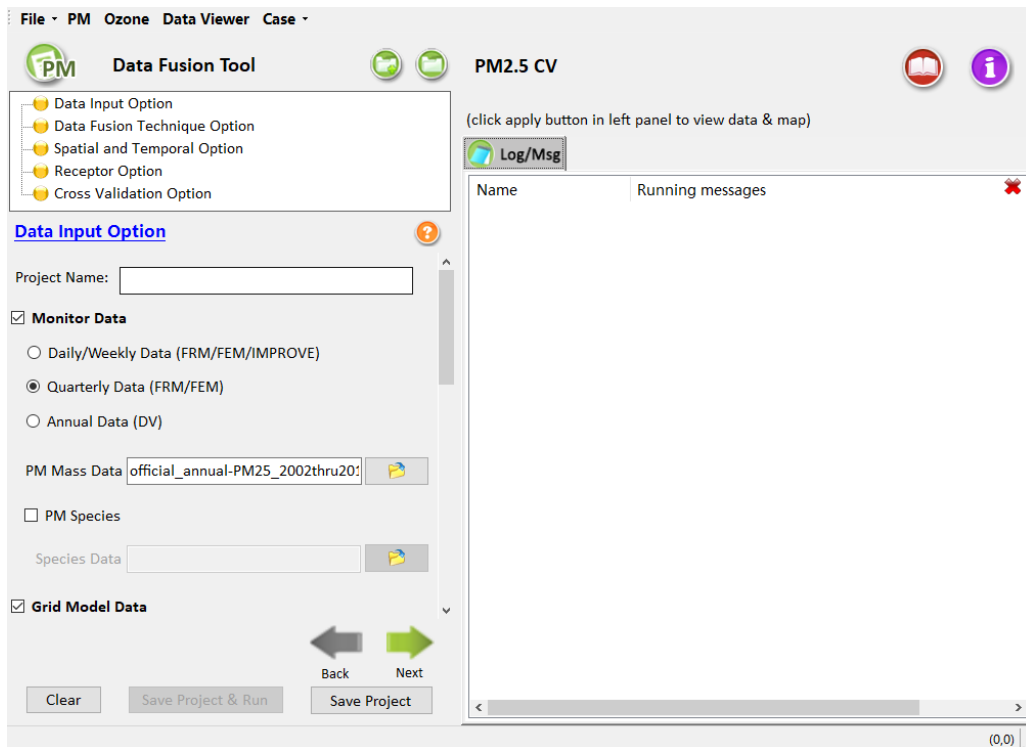 File PM Ozone Data Viewer Case
PM
Data Fusion Tool
PM2.5 CV
i
Data Input Option
Data Fusion Technique Option
Spatial and Temporal Option
Receptor Option
Cross Validation Option
(click apply button in left panel to view data & map)
Log/Msg
Name Running messages
Data Input Option
?
Project Name:
Monitor Data
Daily/Weekly Data (FRM/FEM/IMPROVE)
Quarterly Data (FRM/FEM)
Annual Data (DV)
PM Mass Data official_annual-PM25_2002thru201
PM Species
Species Data
Grid Model Data
Back Next
Clear Save Project & Run Save Project
(0,0)